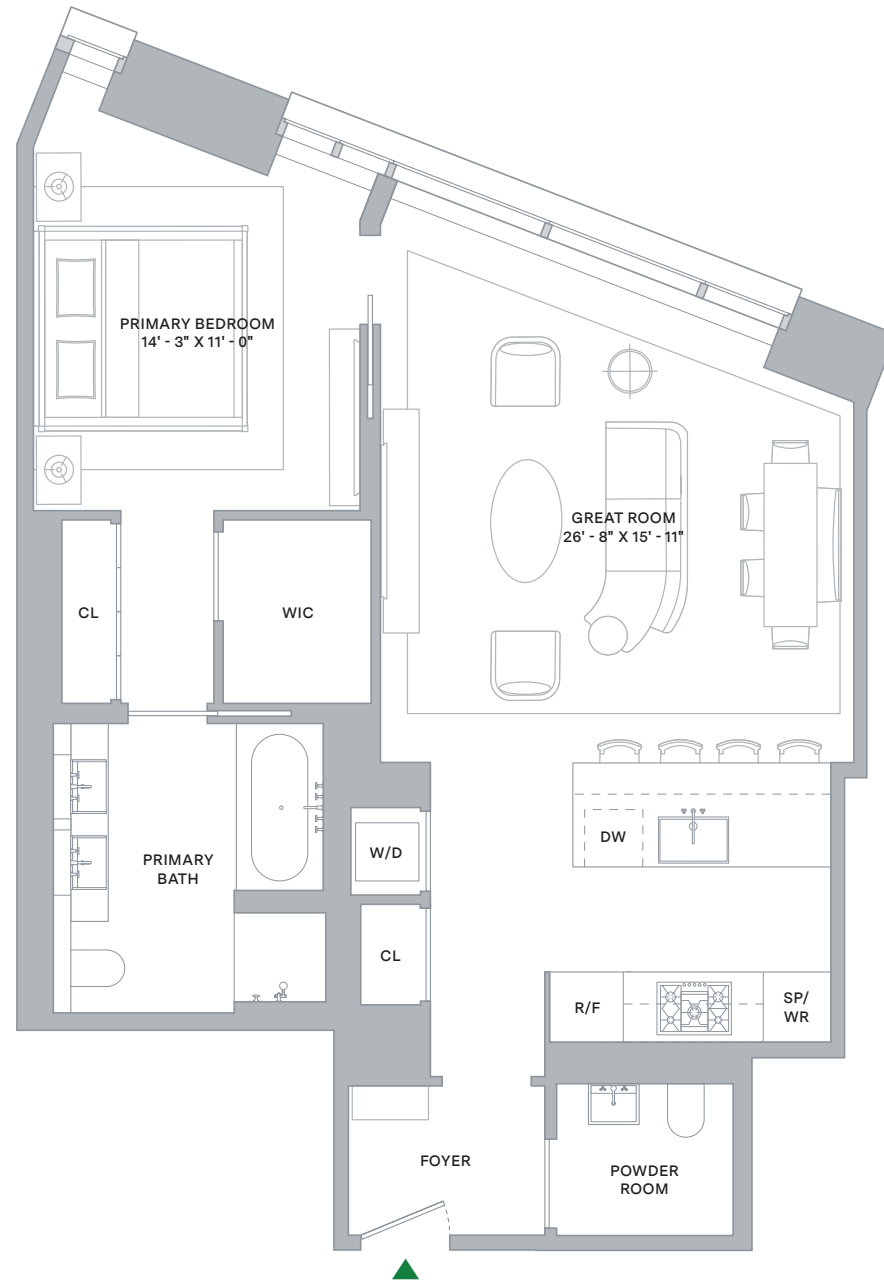 PRIMARY BEDROOM
14' - 3" X 11' - 0"
GREAT ROOM
26' - 8" X 15' - 11"
CL
WIC
DW
W/D
PRIMARY
BATH
CL
R/F
SP/
WR
FOYER
POWDER
ROOM